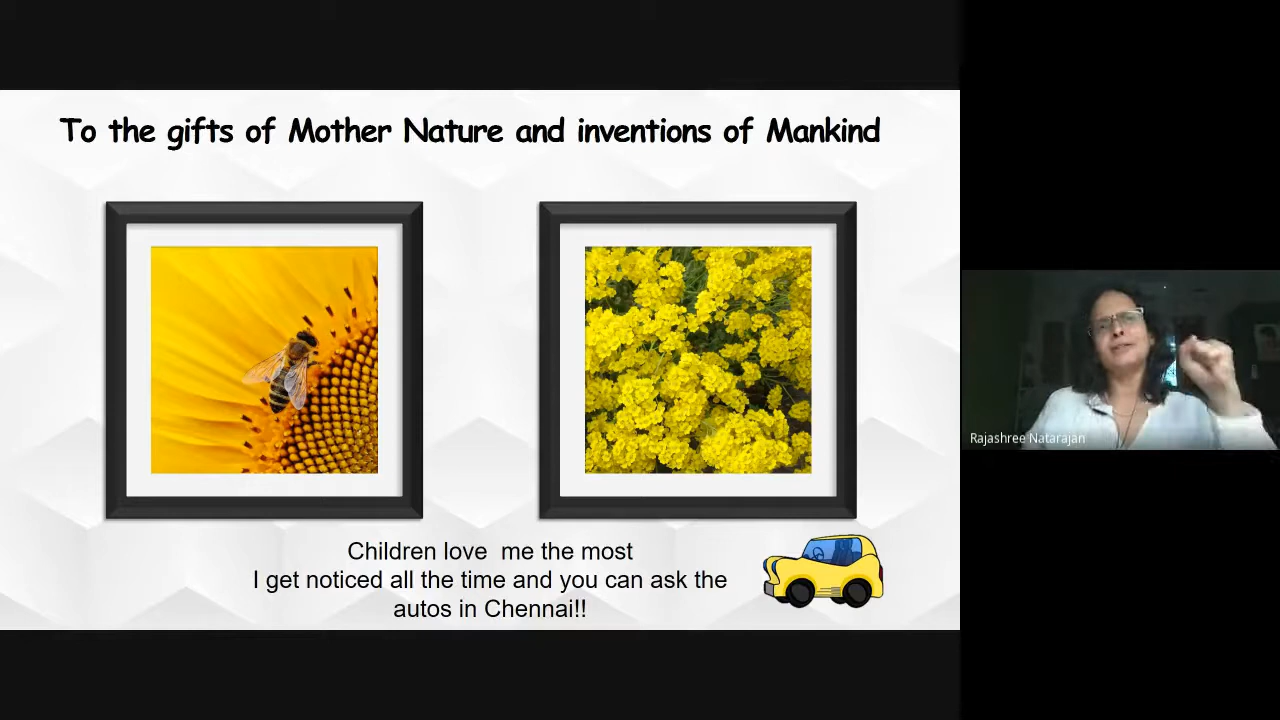 To the gifts of Mother Nature and inventions of Mankind
Children love  me the most
I get noticed all the time and you can ask the
autos in Chennai!!
Rajashree Natarajan